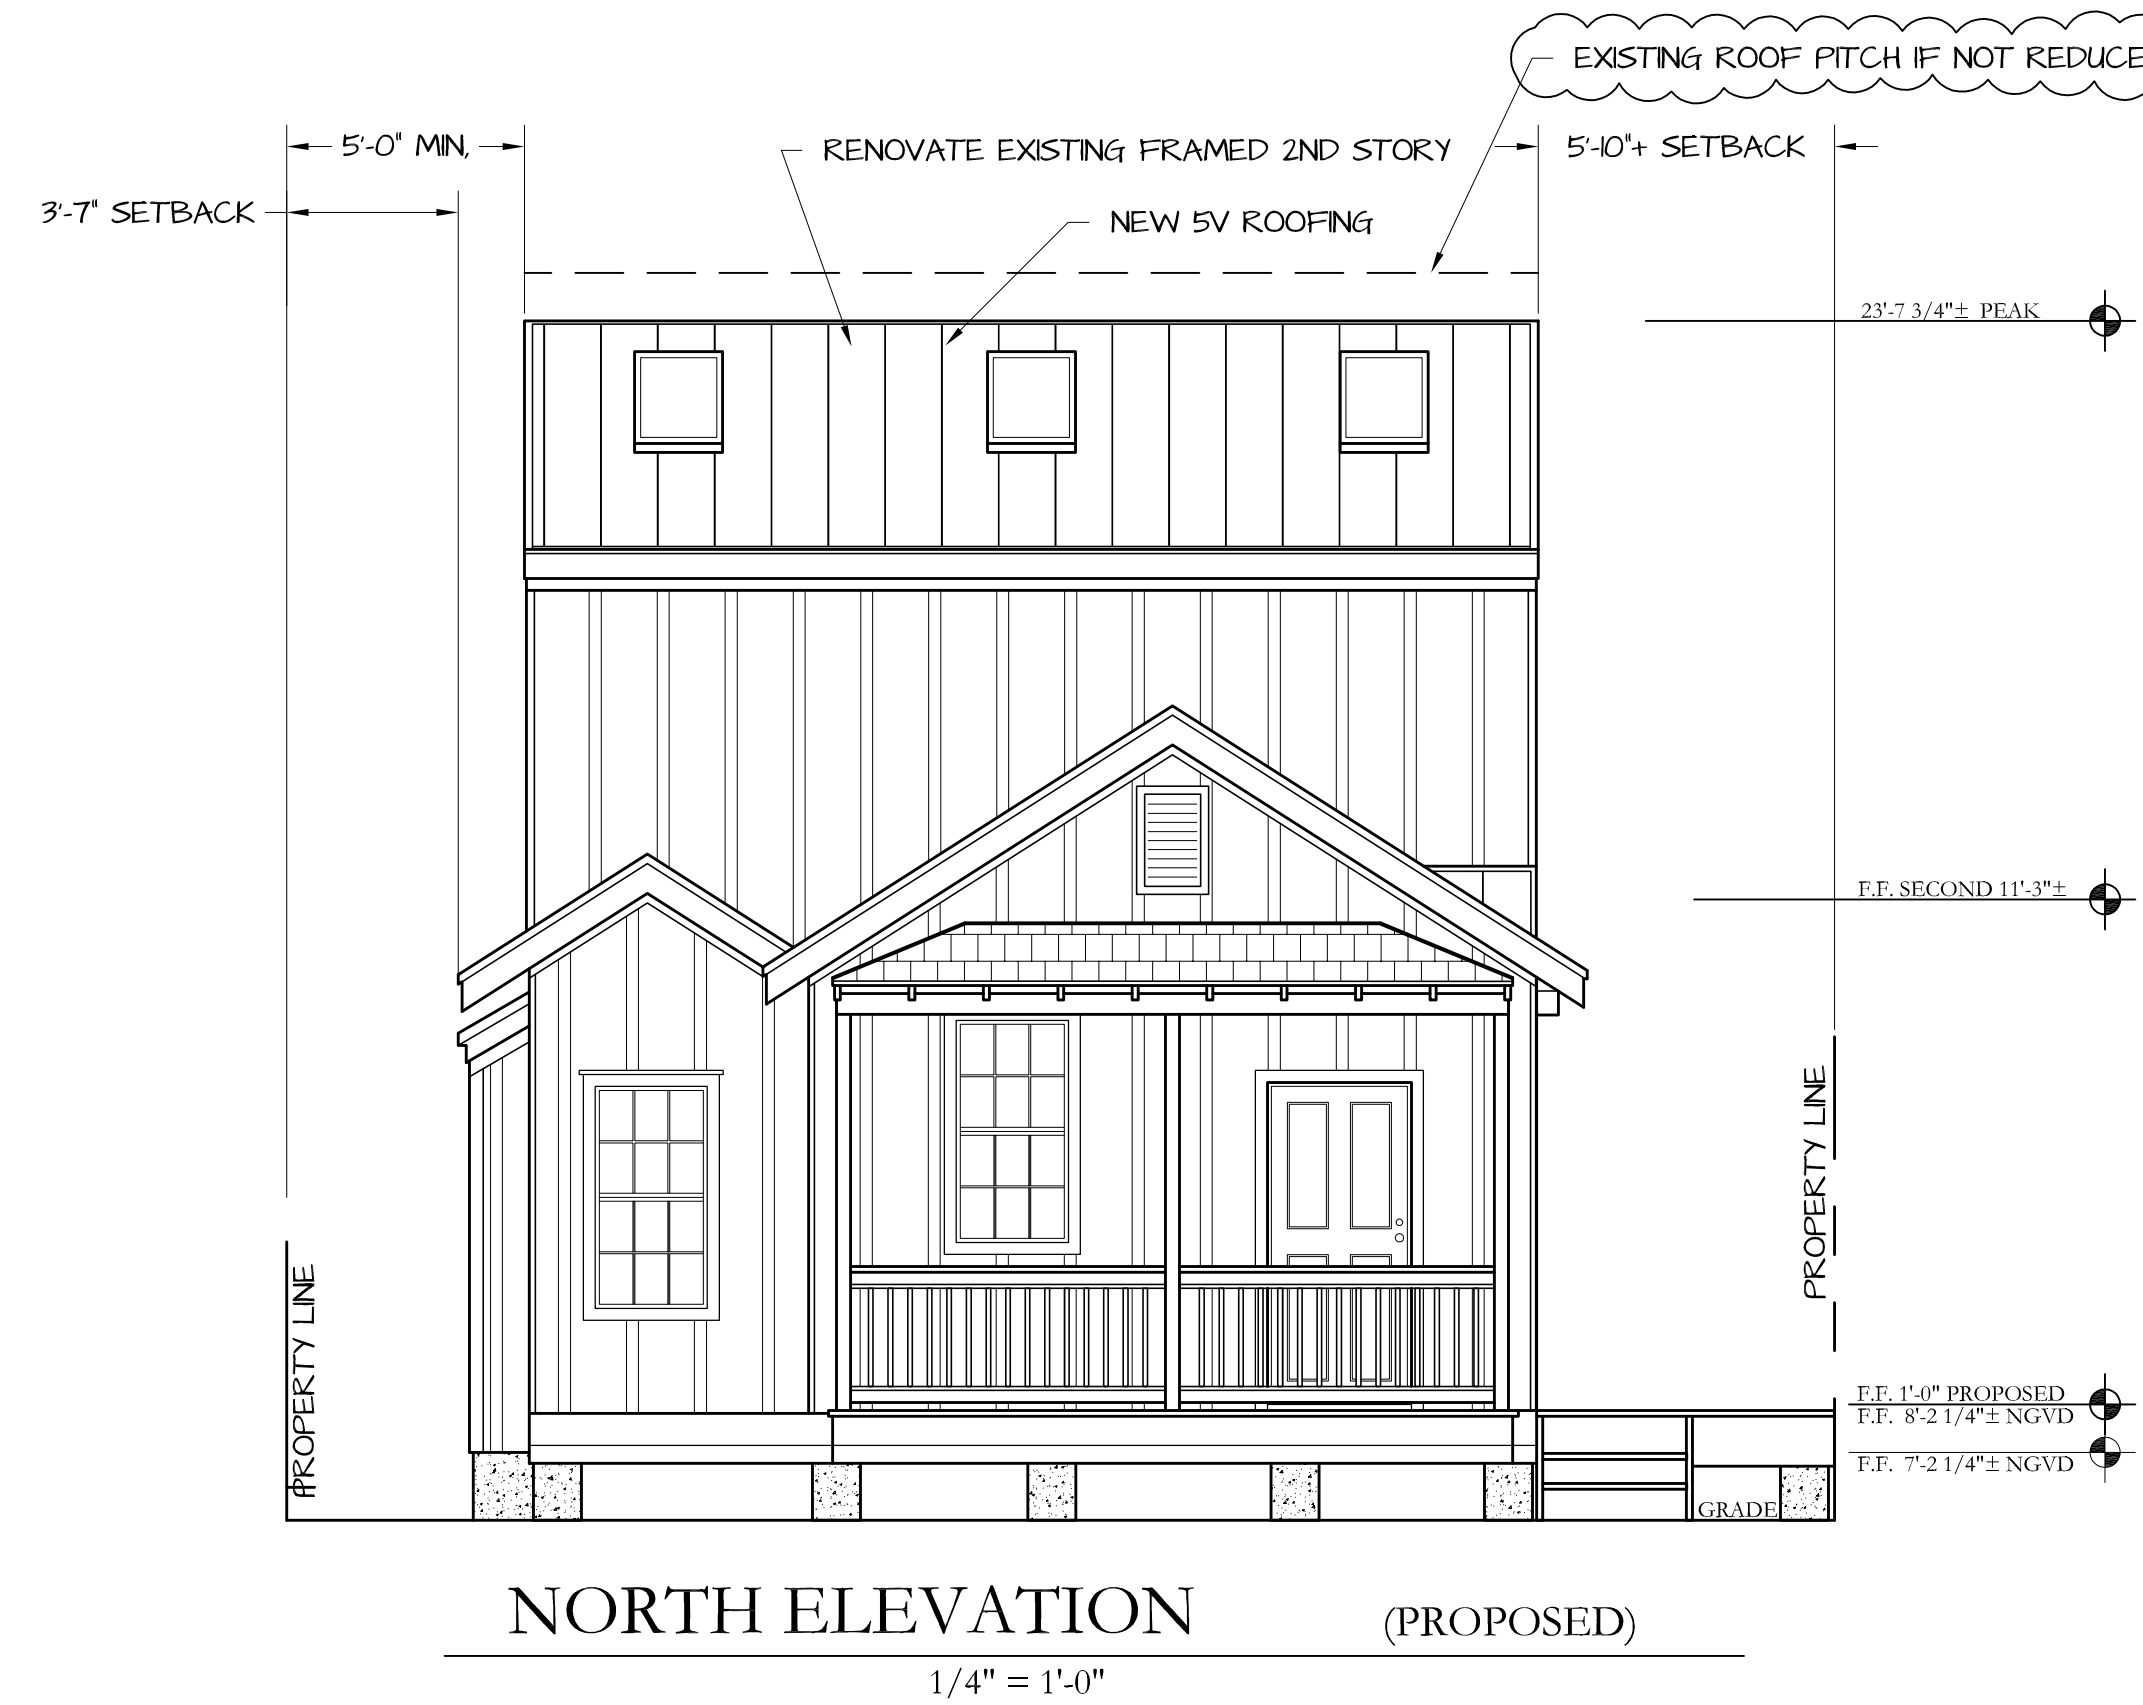 EXISTING ROOF PITCH IF NOT REDUCE
5'-0" MIN,
RENOVATE EXISTING FRAMED 2ND STORY
5'-10"+ SETBACK
3'-7" SETBACK
NEW 5V ROOFING
23'-7 3/4"± PEAK
F.F. SECOND 11'-3"±
PROPERTY LINE
PROPERTY LINE
F.F. 1'-0" PROPOSED
F.F. 8'-2 1/4"± NGVD
F.F. 7'-2 1/4"± NGVD
GRADE
NORTH ELEVATION (PROPOSED)
1/4" = 1'-0"